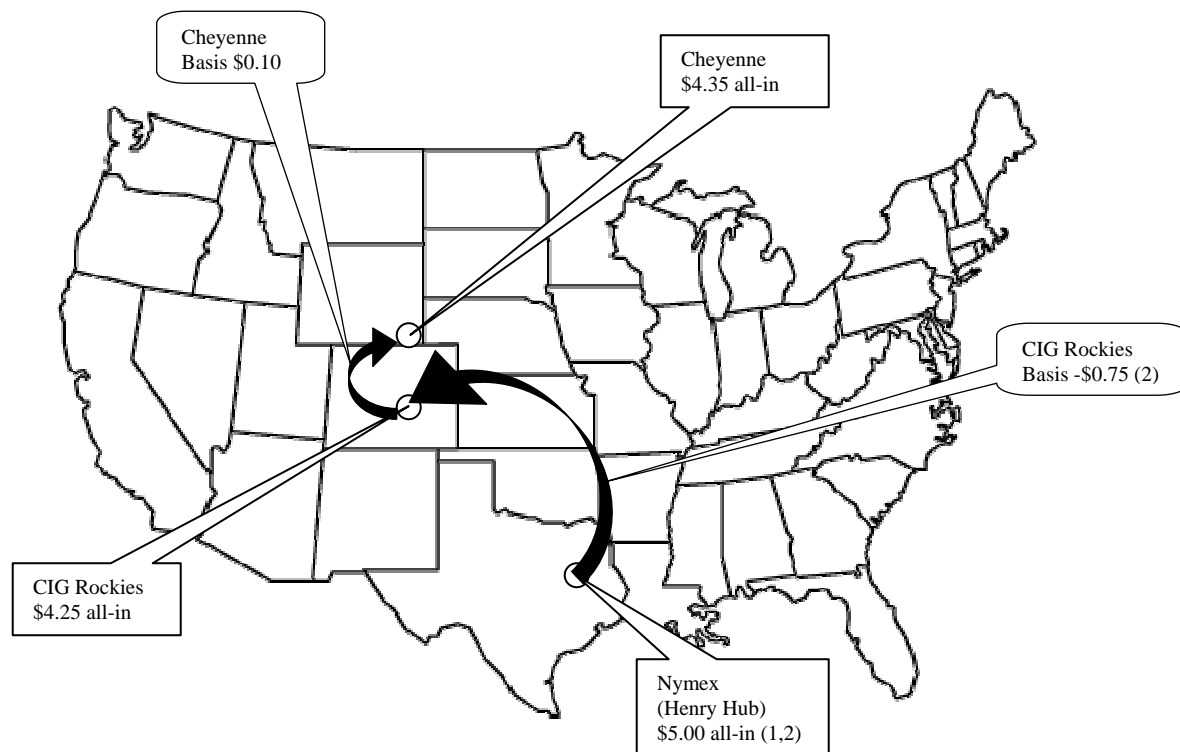 Cheyenne
Basis $0.10
Cheyenne
$4.35 all-in
CIG Rockies
Basis -$0.75 (2)
CIG Rockies
$4.25 all-in
Nymex
(Henry Hub)
$5.00 all-in (1,2)